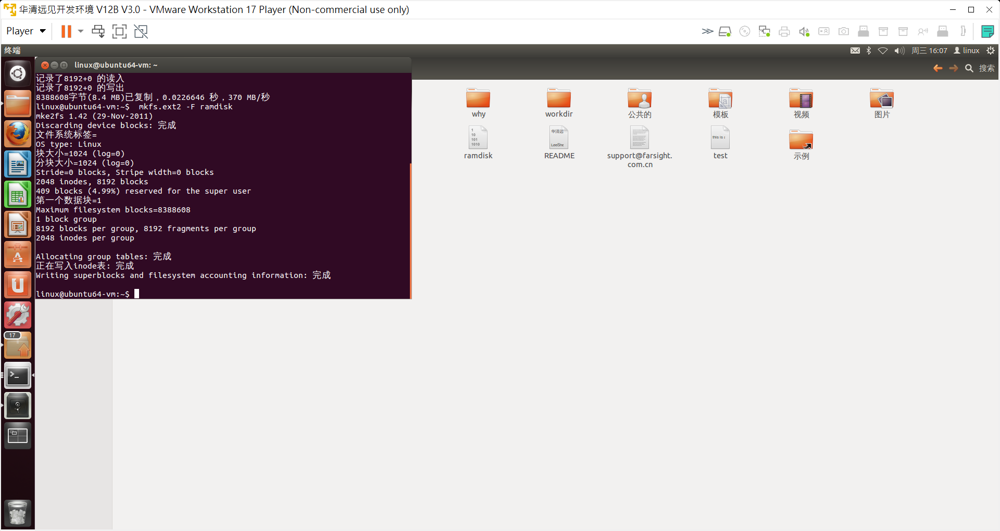 华清远见开发环境 V12B V3.0 - VMware Workstation 17 Player (Non-commercial use only)
Player
终端
周三 16:07
linux
linux@ubuntu64-vm: ~
搜索
记录了8192+0 的读入
记录了8192+0 的写出
8388608字节(8.4 MB)已复制，0.0226646 秒，370 MB/秒
linux@ubuntu64-vm:~$  mkfs.ext2 -F ramdisk
mke2fs 1.42 (29-Nov-2011)
Discarding device blocks: 完成
文件系统标签=
OS type: Linux
块大小=1024 (log=0)
分块大小=1024 (log=0)
Stride=0 blocks, Stripe width=0 blocks
2048 inodes, 8192 blocks
409 blocks (4.99%) reserved for the super user
第一个数据块=1
Maximum filesystem blocks=8388608
1 block group
8192 blocks per group, 8192 fragments per group
2048 inodes per group
Allocating group tables: 完成
正在写入inode表: 完成
Writing superblocks and filesystem accounting information: 完成
linux@ubuntu64-vm:~$
why
workdir
公共的
模板
视频
图片
1
10
101
1010
华清远
LeeShe
this is a
ramdisk
README
support@farsight.
com.cn
test
示例
17